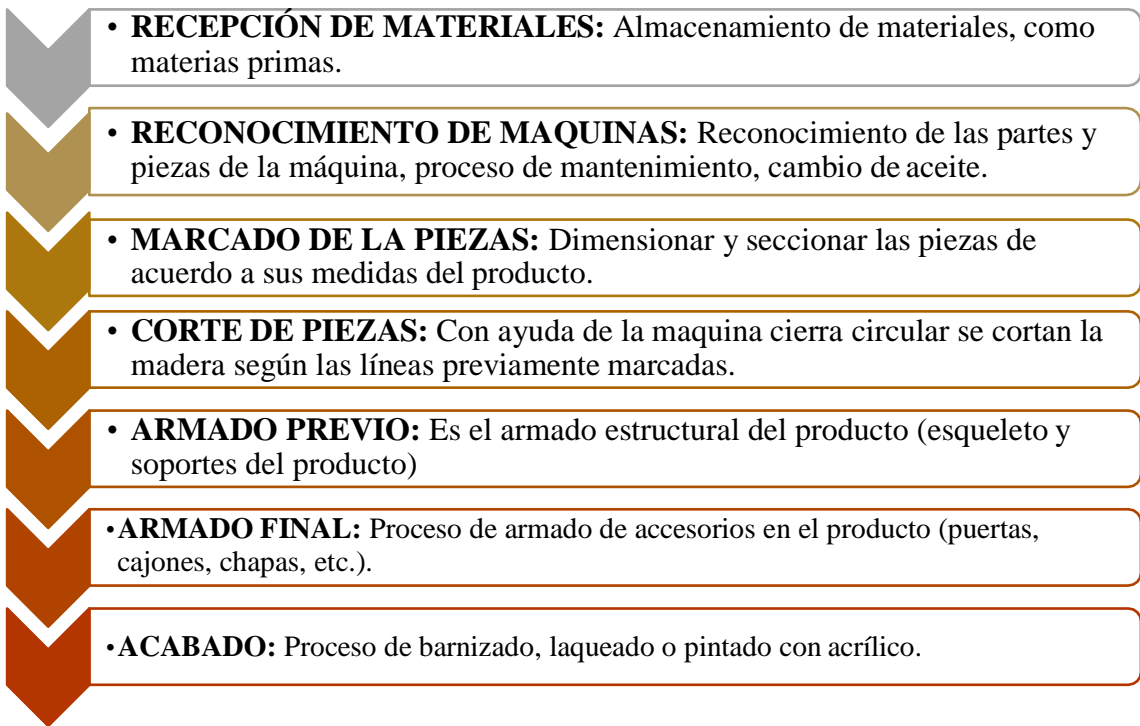 • RECEPCIÓN DE MATERIALES: Almacenamiento de materiales, como
materias primas.
• RECONOCIMIENTO DE MAQUINAS: Reconocimiento de las partes y
piezas de la máquina, proceso de mantenimiento, cambio de aceite.
• MARCADO DE LA PIEZAS: Dimensionar y seccionar las piezas de
acuerdo a sus medidas del producto.
• CORTE DE PIEZAS: Con ayuda de la maquina cierra circular se cortan la
madera según las líneas previamente marcadas.
• ARMADO PREVIO: Es el armado estructural del producto (esqueleto y
soportes del producto)
• ARMADO FINAL: Proceso de armado de accesorios en el producto (puertas,
cajones, chapas, etc.).
• ACABADO: Proceso de barnizado, laqueado o pintado con acrílico.